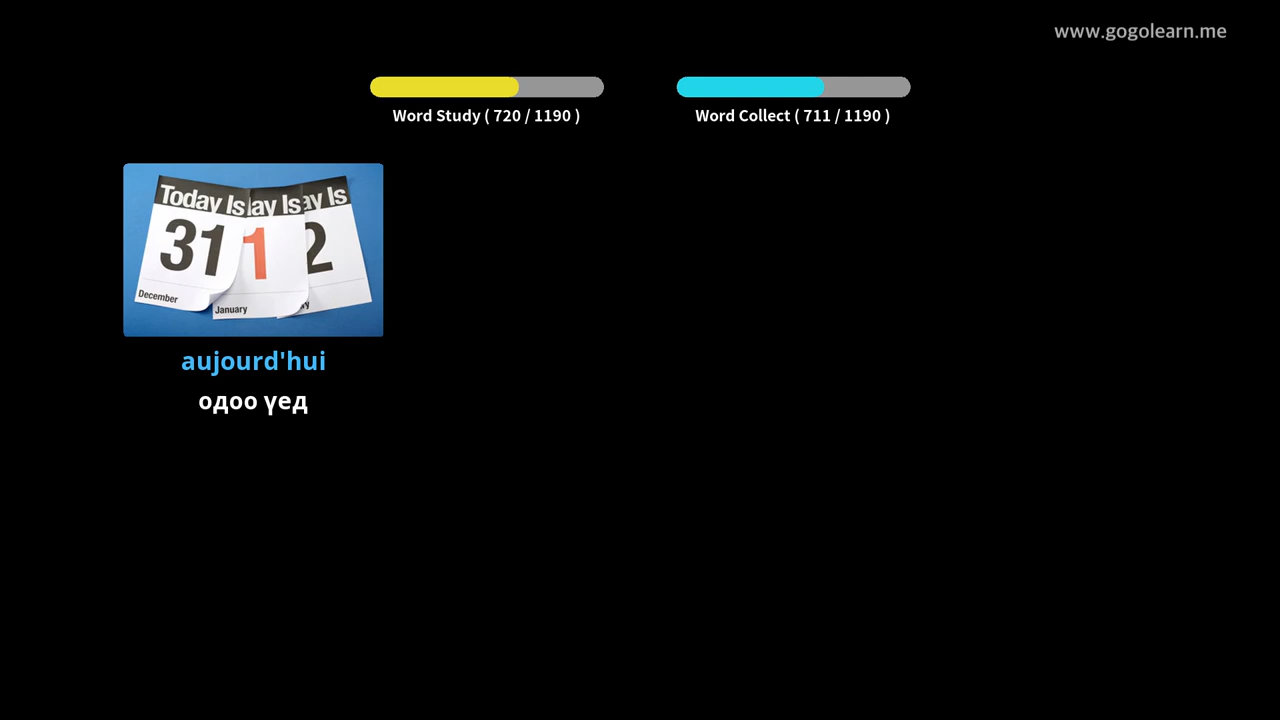 www.gogolearn.me
Word Study ( 720 / 1190 )
Word Collect ( 711 / 1190 )
Today Is
ay Is
ay Is
31
1
2
December
January
ry
aujourd'hui
одоо үед